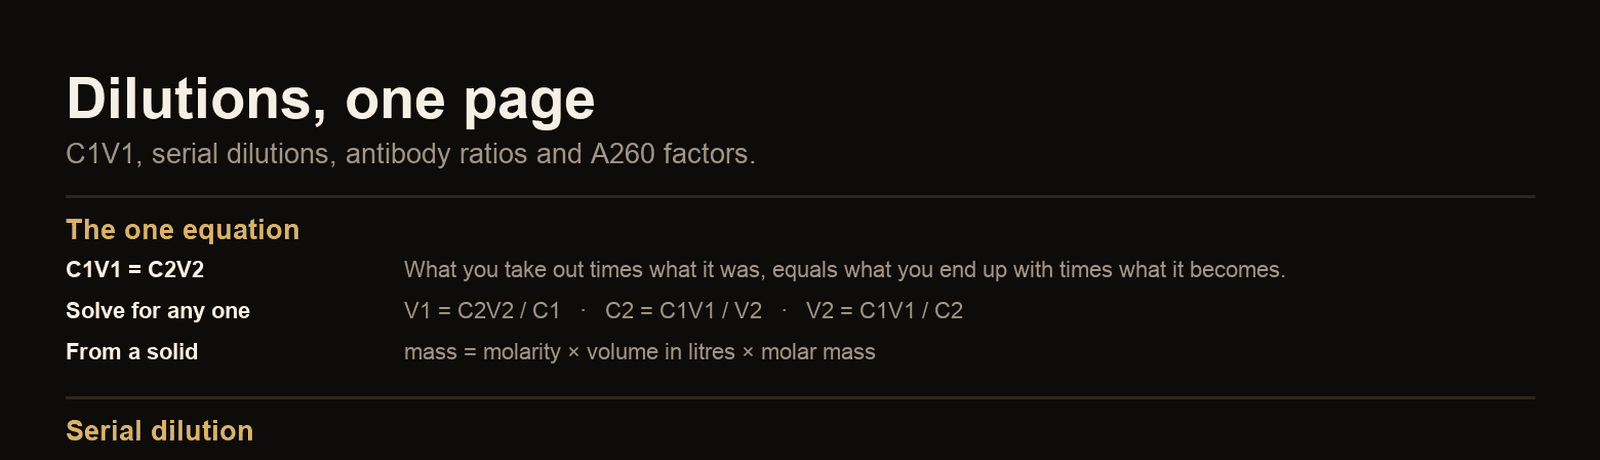 Dilutions, one page
C1V1, serial dilutions, antibody ratios and A260 factors.
The one equation
C1V1 = C2V2 What you take out times what it was, equals what you end up with times what it becomes.
Solve for any one V1 = C2V2 / C1 · C2 = C1V1 / V2 · V2 = C1V1 / C2
From a solid mass = molarity × volume in litres × molar mass
Serial dilution